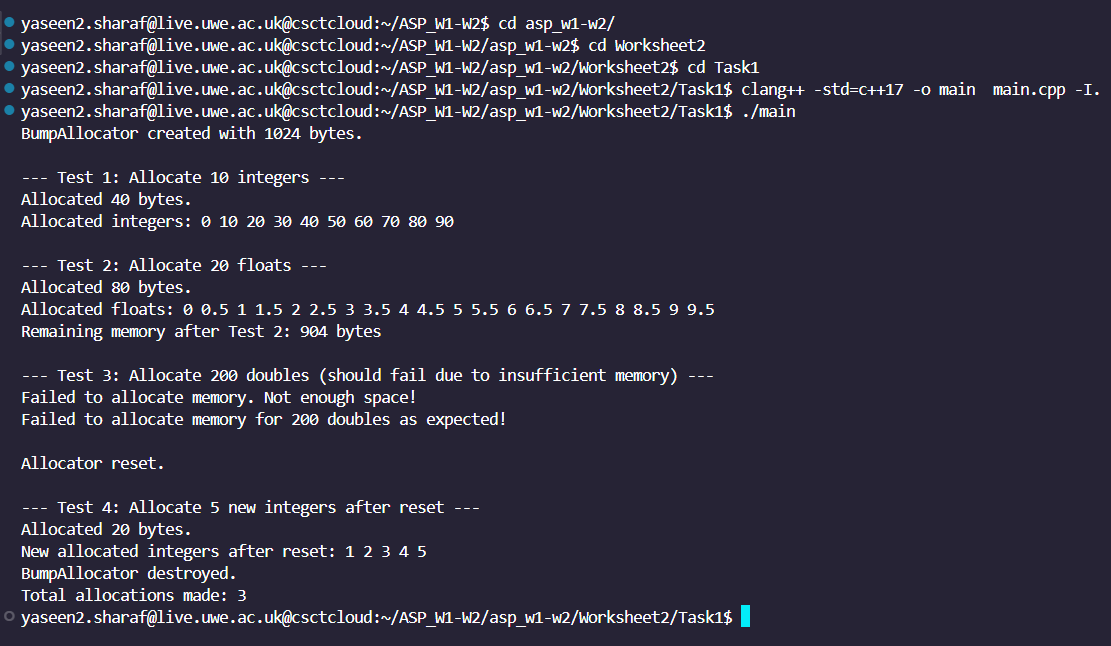 yaseen2.sharaf@live.uwe.ac.uk@csctcloud:~/ASP_W1-W2$ cd asp_w1-w2/
yaseen2.sharaf@live.uwe.ac.uk@csctcloud:~/ASP_W1-W2/asp_w1-w2$ cd Worksheet2
yaseen2.sharaf@live.uwe.ac.uk@csctcloud:~/ASP_W1-W2/asp_w1-w2/Worksheet2$ cd Task1
yaseen2.sharaf@live.uwe.ac.uk@csctcloud:~/ASP_W1-W2/asp_w1-w2/Worksheet2/Task1$ clang++ -std=c++17 -o main  main.cpp -I.
yaseen2.sharaf@live.uwe.ac.uk@csctcloud:~/ASP_W1-W2/asp_w1-w2/Worksheet2/Task1$ ./main
BumpAllocator created with 1024 bytes.

--- Test 1: Allocate 10 integers ---
Allocated 40 bytes.
Allocated integers: 0 10 20 30 40 50 60 70 80 90

--- Test 2: Allocate 20 floats ---
Allocated 80 bytes.
Allocated floats: 0 0.5 1 1.5 2 2.5 3 3.5 4 4.5 5 5.5 6 6.5 7 7.5 8 8.5 9 9.5
Remaining memory after Test 2: 904 bytes

--- Test 3: Allocate 200 doubles (should fail due to insufficient memory) ---
Failed to allocate memory. Not enough space!
Failed to allocate memory for 200 doubles as expected!

Allocator reset.

--- Test 4: Allocate 5 new integers after reset ---
Allocated 20 bytes.
New allocated integers after reset: 1 2 3 4 5
BumpAllocator destroyed.
Total allocations made: 3
yaseen2.sharaf@live.uwe.ac.uk@csctcloud:~/ASP_W1-W2/asp_w1-w2/Worksheet2/Task1$